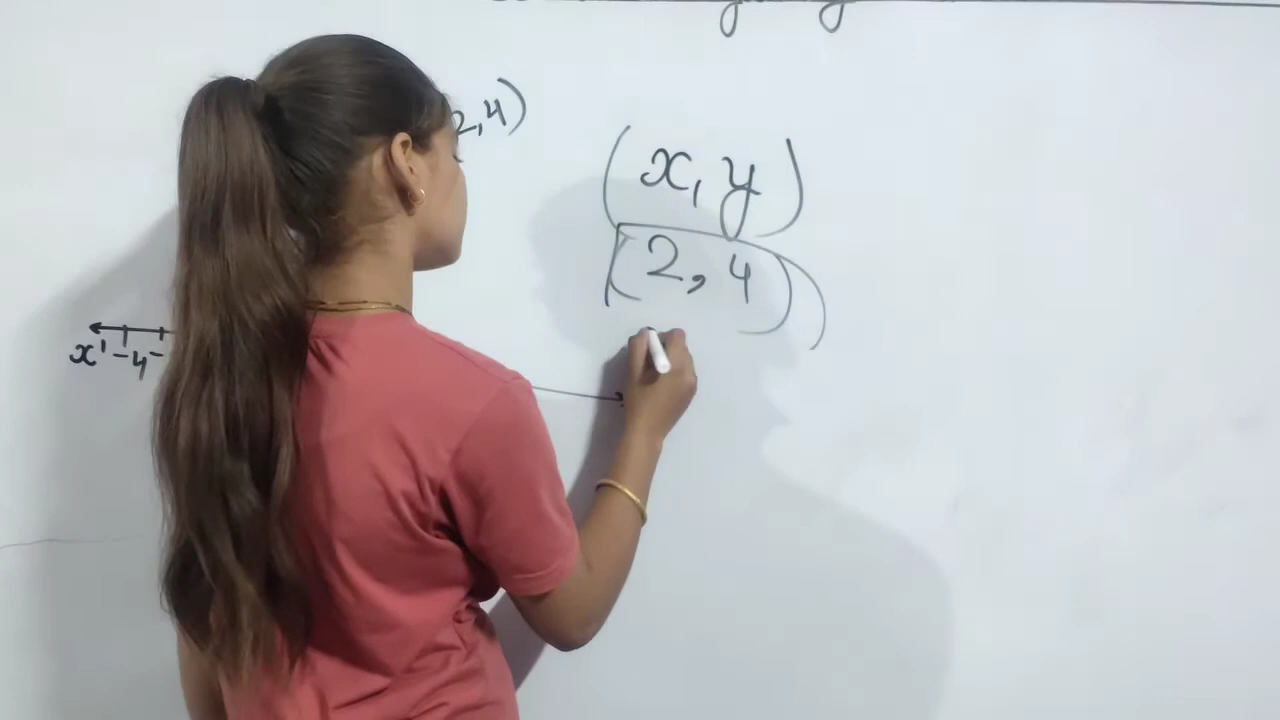 2,4)
(x, y)
(2, 4)
x' -4 -